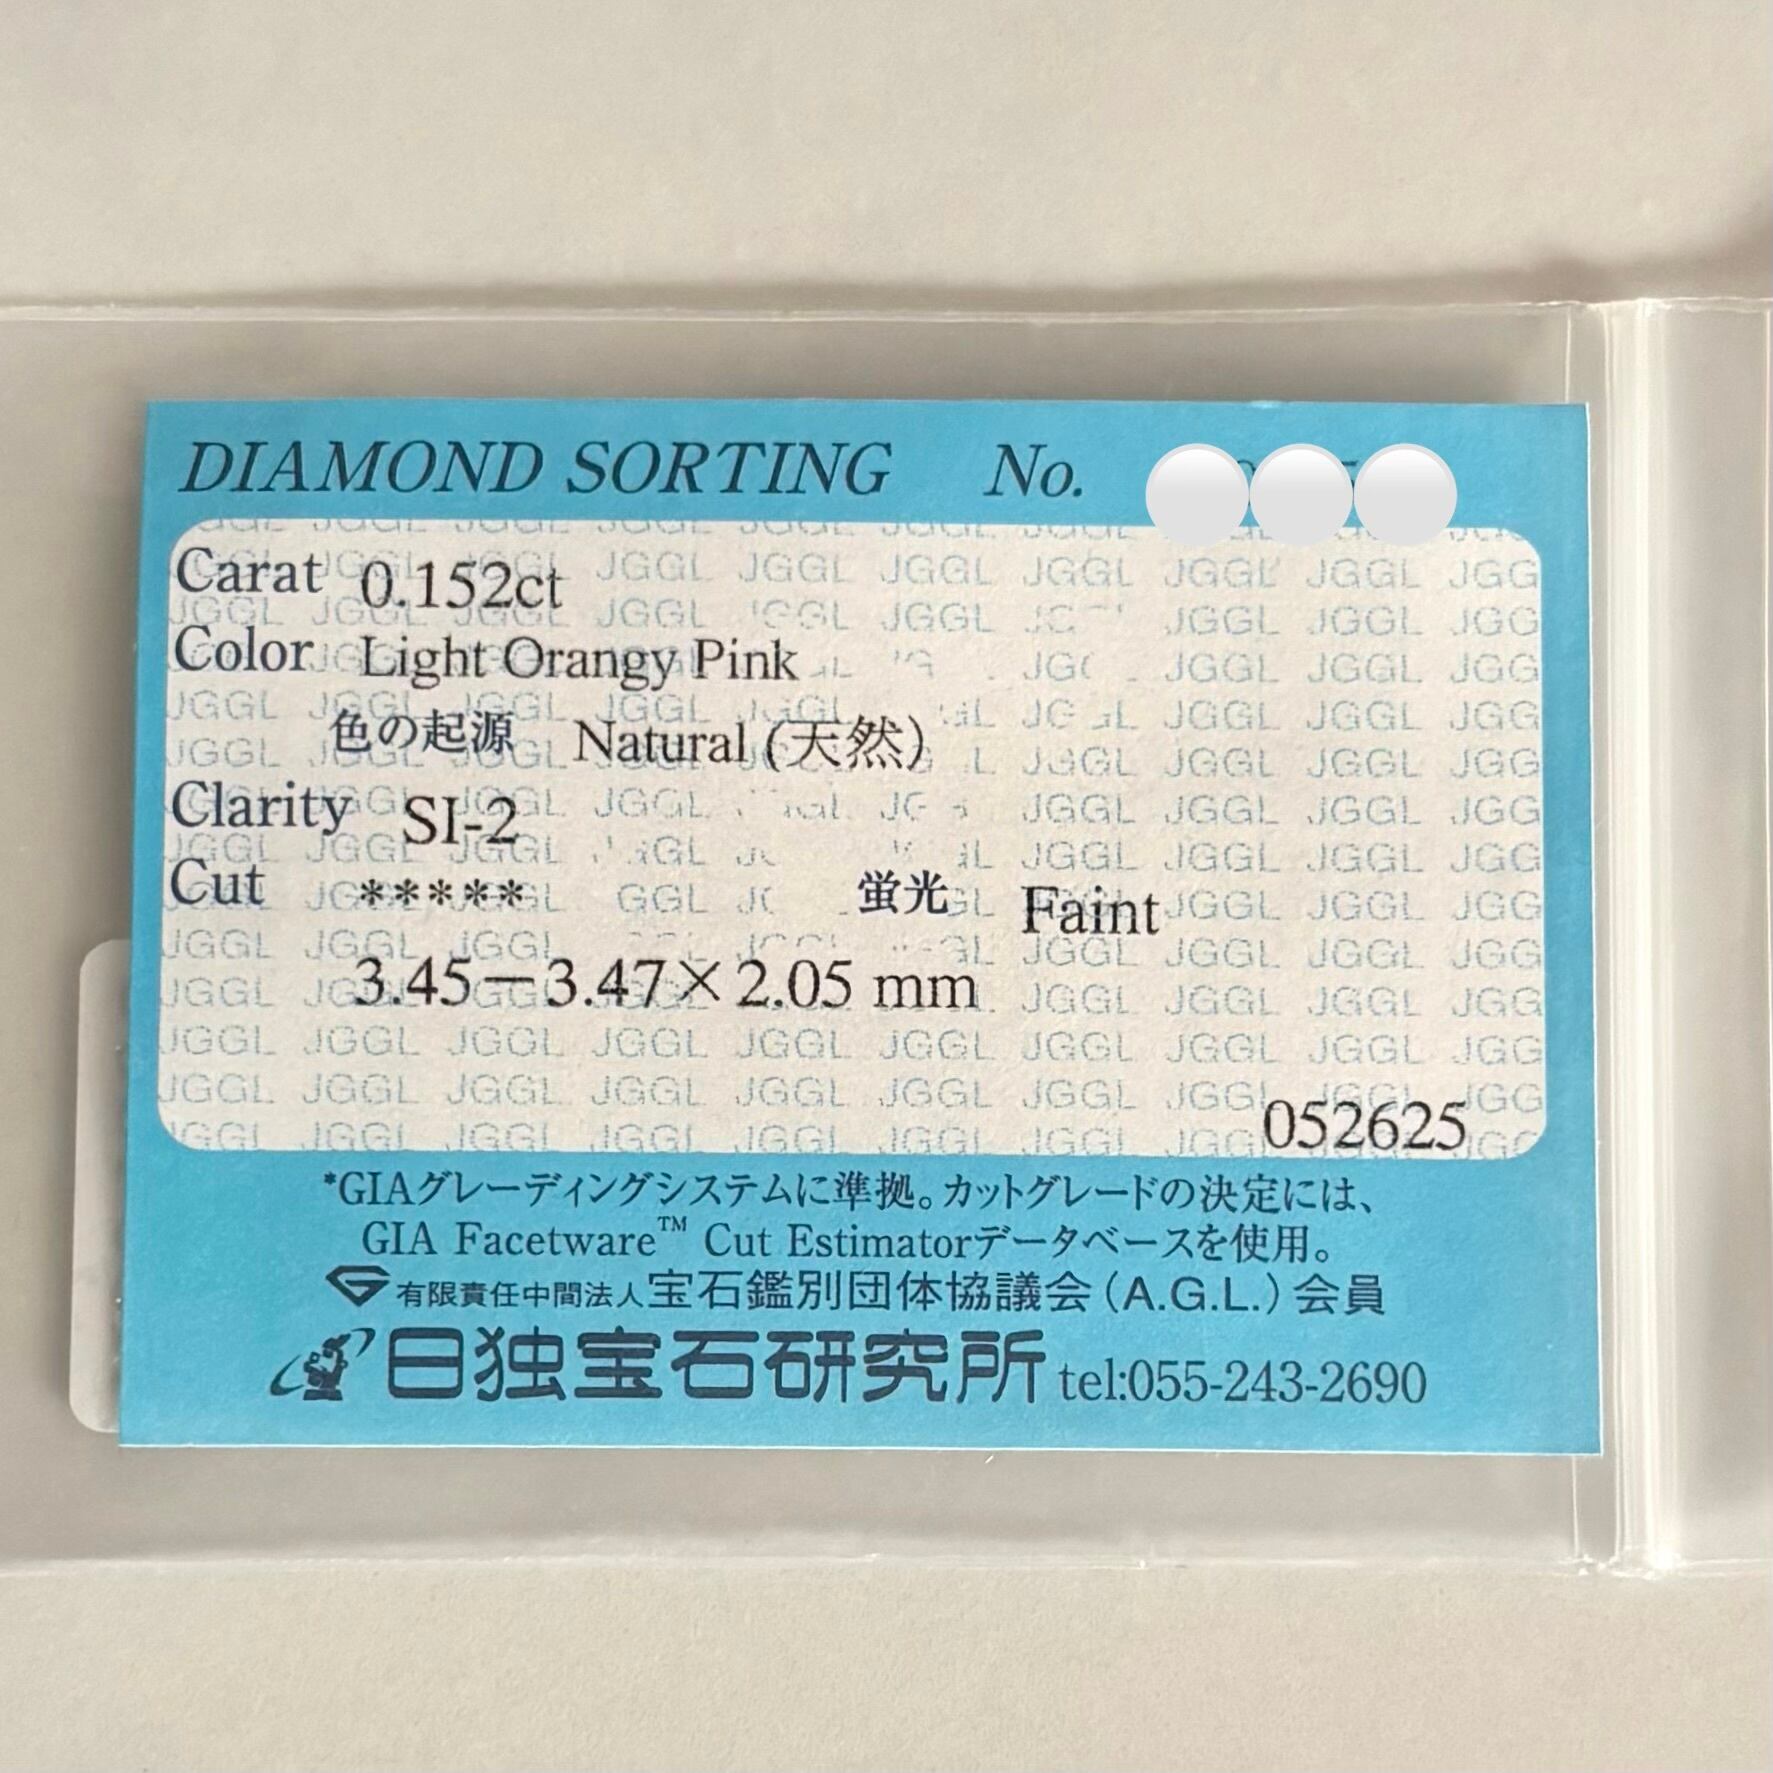 DIAMOND SORTING No.
Carat 0.152ct
Color Light Orangy Pink
色の起源 Natural (天然)
Clarity SI-2
Cut ***** 蛍光 Faint
3.45－3.47×2.05 mm
052625
*GIAグレーディングシステムに準拠。カットグレードの決定には、
GIA Facetware™ Cut Estimatorデータベースを使用。
有限責任中間法人宝石鑑別団体協議会(A.G.L.)会員
日独宝石研究所 tel:055-243-2690